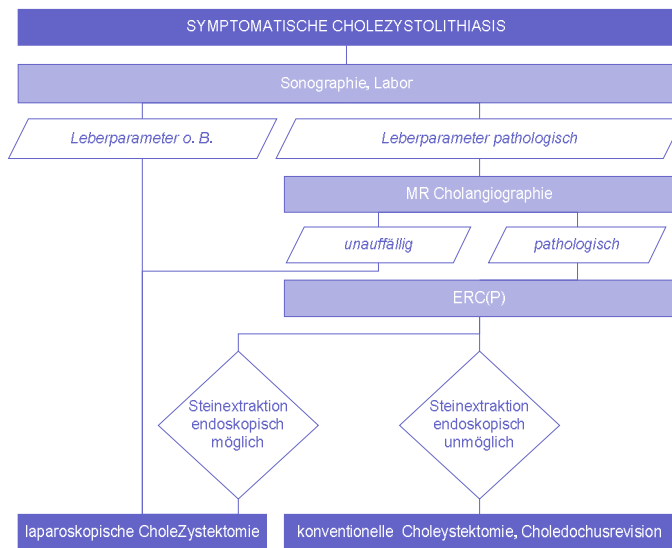 SYMPTOMATISCHE CHOLEZYSTOLITHIASIS
Sonographie, Labor
Leberparameter o. B.
Leberparameter pathologisch
MR Cholangiographie
unauffällig
pathologisch
ERC(P)
Steinextraktion
endoskopisch
möglich
Steinextraktion
endoskopisch
unmöglich
laparoskopische CholeZystektomie
konventionelle Choleystektomie, Choledochusrevision